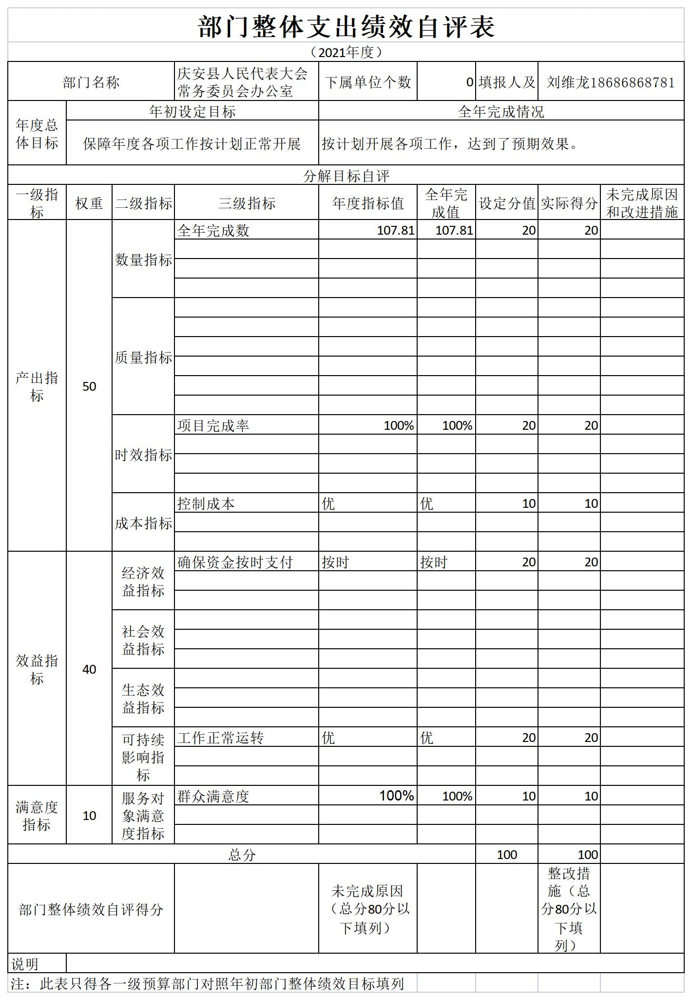 部门整体支出绩效自评表
（2021年度）
部门名称
庆安县人民代表大会
常务委员会办公室
下属单位个数
0
填报人及
刘维龙18686868781
年度总
体目标
年初设定目标
全年完成情况
保障年度各项工作按计划正常开展
按计划开展各项工作，达到了预期效果。
分解目标自评
一级指
标
权重
二级指标
三级指标
年度指标值
全年完
成值
设定分值
实际得分
未完成原因
和改进措施
产出指
标
50
数量指标
全年完成数
107.81
107.81
20
20
质量指标
时效指标
项目完成率
100%
100%
20
20
成本指标
控制成本
优
优
10
10
效益指
标
40
经济效
益指标
确保资金按时支付
按时
按时
20
20
社会效
益指标
生态效
益指标
可持续
影响指
标
工作正常运转
优
优
20
20
满意度
指标
10
服务对
象满意
度指标
群众满意度
100%
100%
10
10
总分
100
100
部门整体绩效自评得分
未完成原因
（总分80分以
下填列）
整改措
施（总
分80分以
下填
列）
说明
注：此表只得各一级预算部门对照年初部门整体绩效目标填列